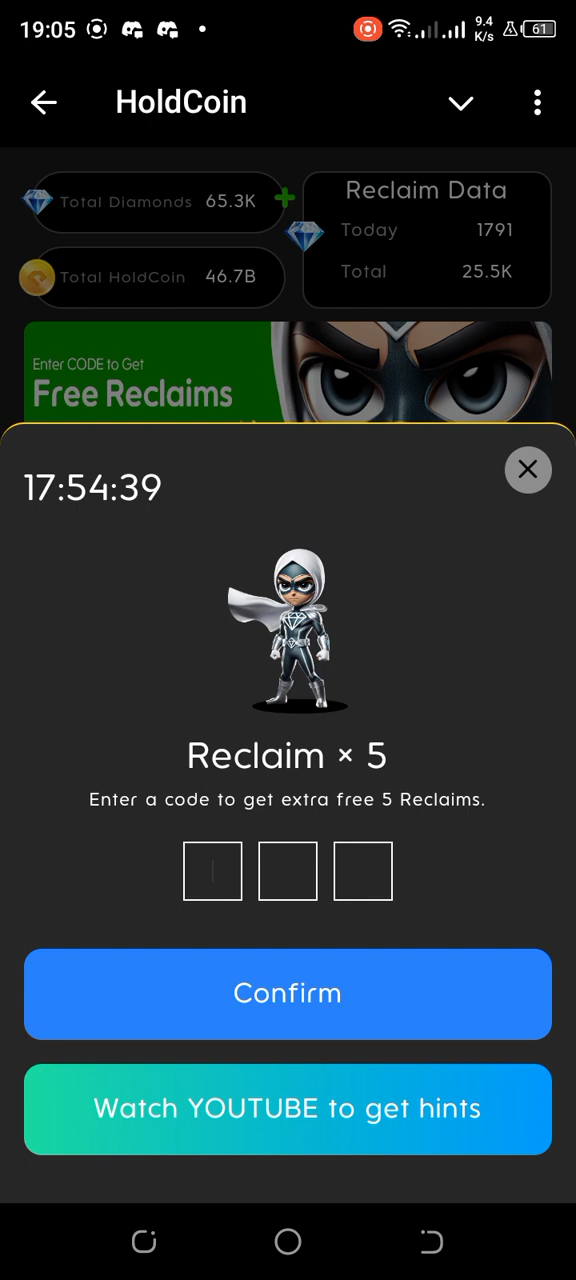 19:05
9.4
K/s
61
HoldCoin
Total Diamonds 65.3K
Reclaim Data
Today 1791
Total HoldCoin 46.7B
Total 25.5K
Enter CODE to Get
Free Reclaims
17:54:39
Reclaim × 5
Enter a code to get extra free 5 Reclaims.
Confirm
Watch YOUTUBE to get hints